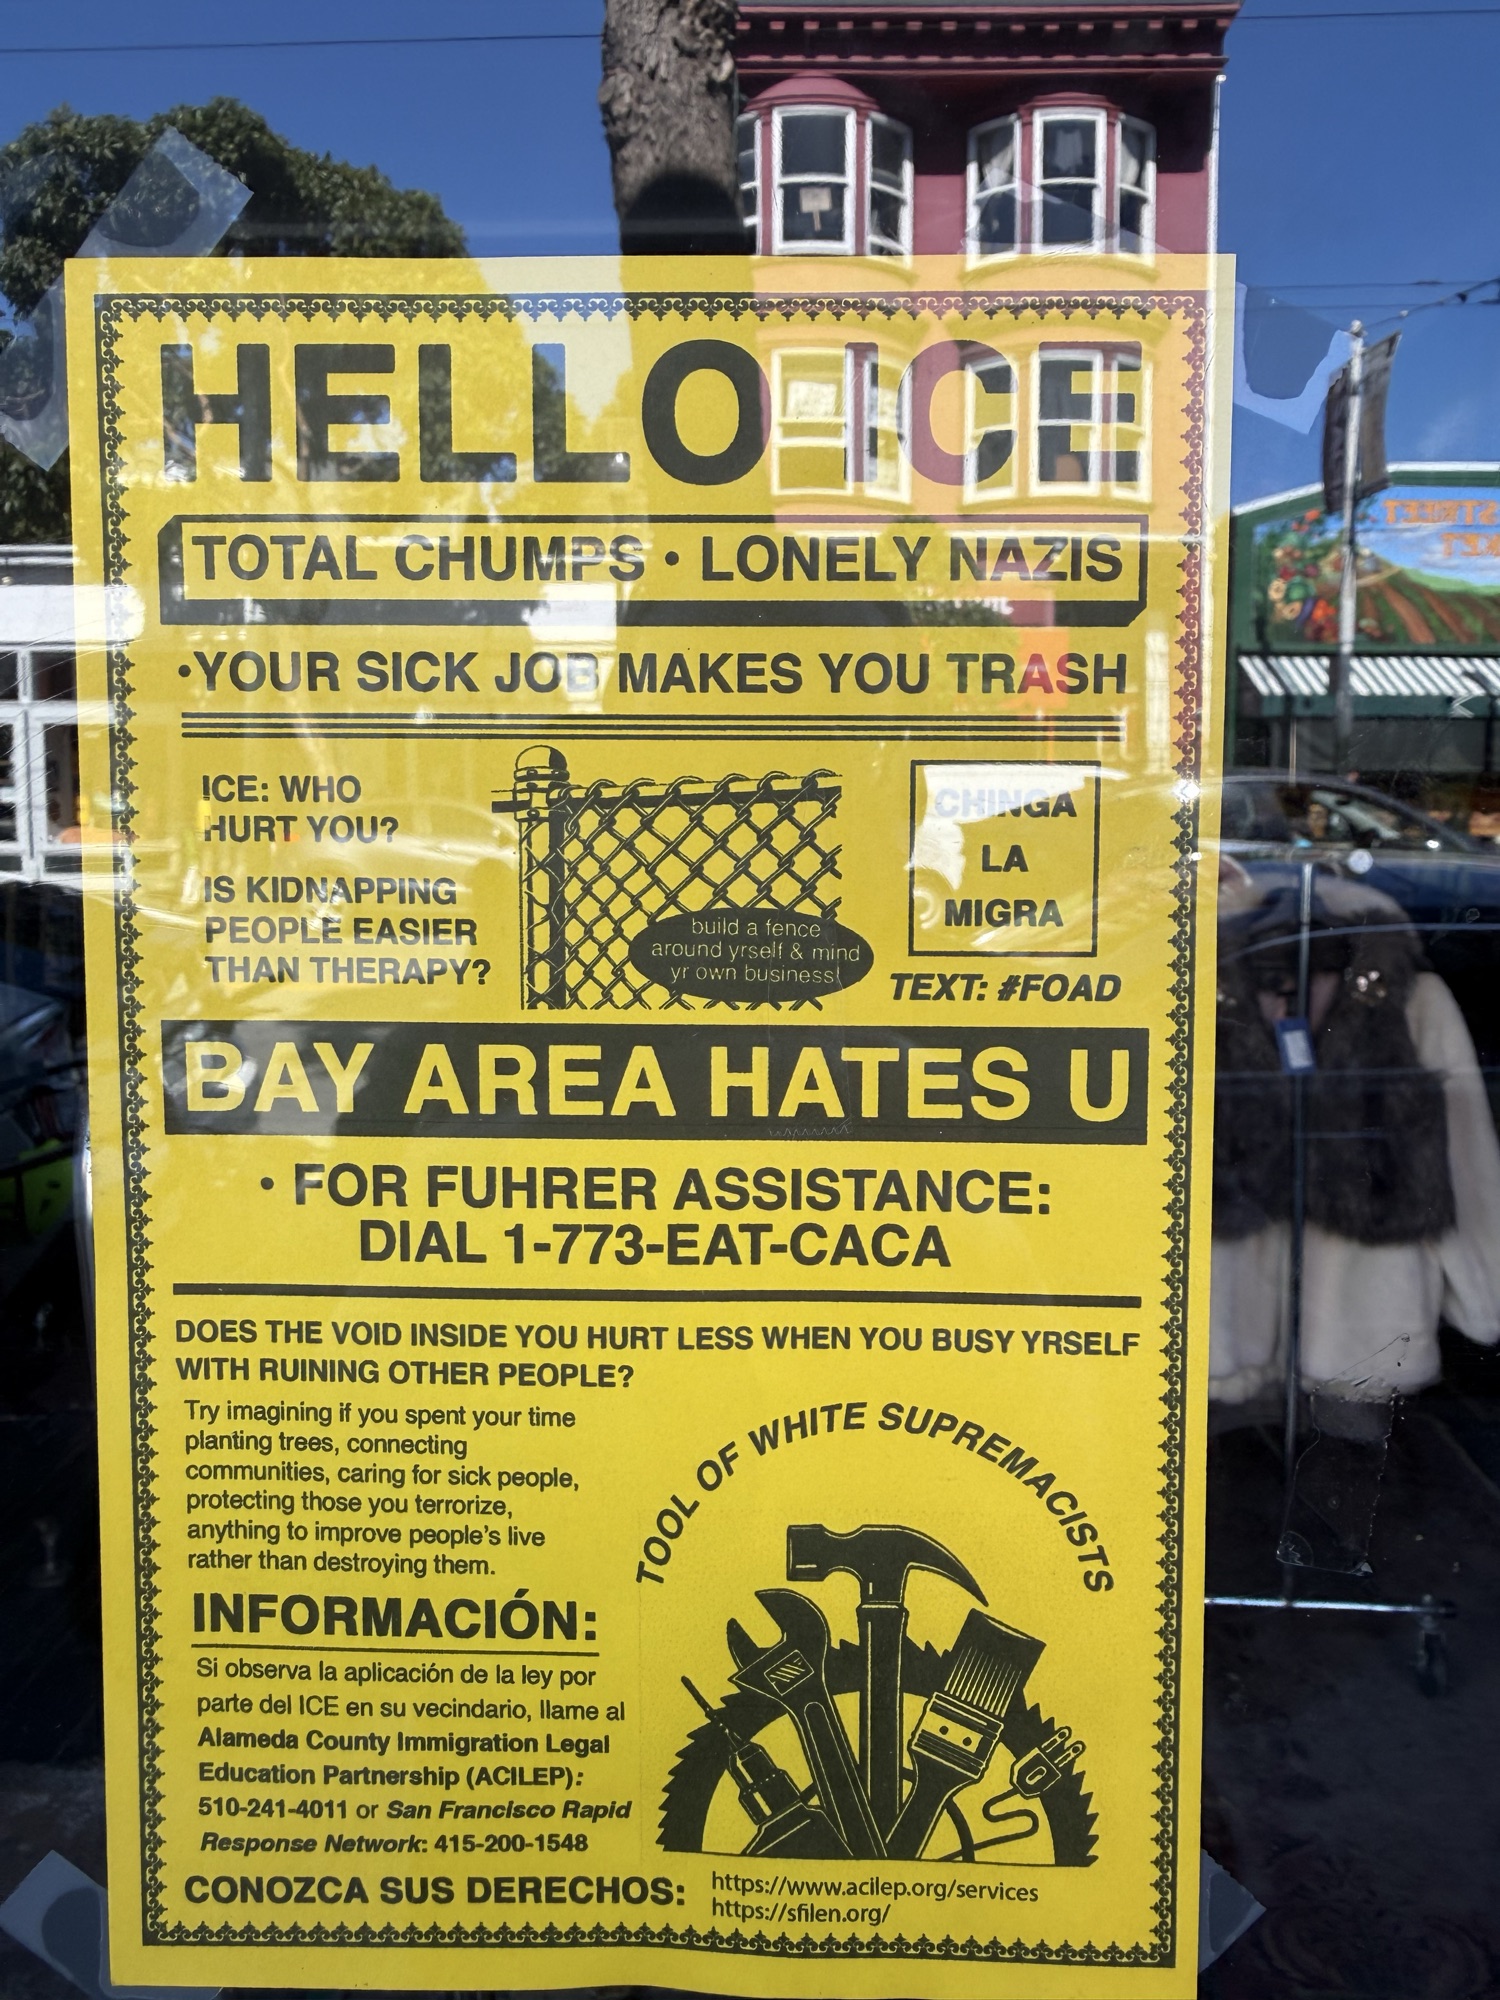 HELLO ICE
TOTAL CHUMPS • LONELY NAZIS
•YOUR SICK JOB MAKES YOU TRASH
ICE: WHO
HURT YOU?
IS KIDNAPPING
PEOPLE EASIER
THAN THERAPY?
build a fence
around yrself & mind
yr own business!
CHINGA
LA
MIGRA
TEXT: #FOAD
BAY AREA HATES U
• FOR FUHRER ASSISTANCE:
DIAL 1-773-EAT-CACA
DOES THE VOID INSIDE YOU HURT LESS WHEN YOU BUSY YRSELF
WITH RUINING OTHER PEOPLE?
Try imagining if you spent your time
planting trees, connecting
communities, caring for sick people,
protecting those you terrorize,
anything to improve people's live
rather than destroying them.
TOOL OF WHITE SUPREMACISTS
INFORMACIÓN:
Si observa la aplicación de la ley por
parte del ICE en su vecindario, llame al
Alameda County Immigration Legal
Education Partnership (ACILEP):
510-241-4011 or San Francisco Rapid
Response Network: 415-200-1548
CONOZCA SUS DERECHOS:
https://www.acilep.org/services
https://sfilen.org/
STREET